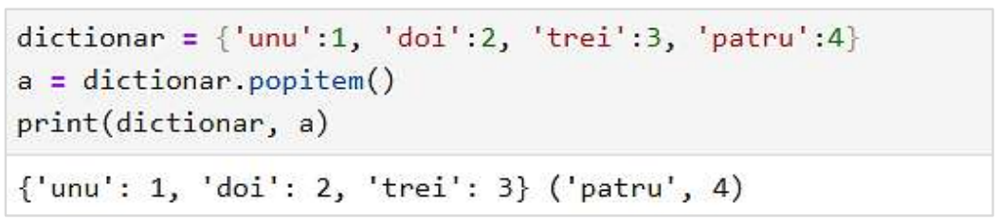 dictionar = {'unu':1, 'doi':2, 'trei':3, 'patru':4}
a = dictionar.popitem()
print(dictionar, a)
{'unu': 1, 'doi': 2, 'trei': 3} ('patru', 4)